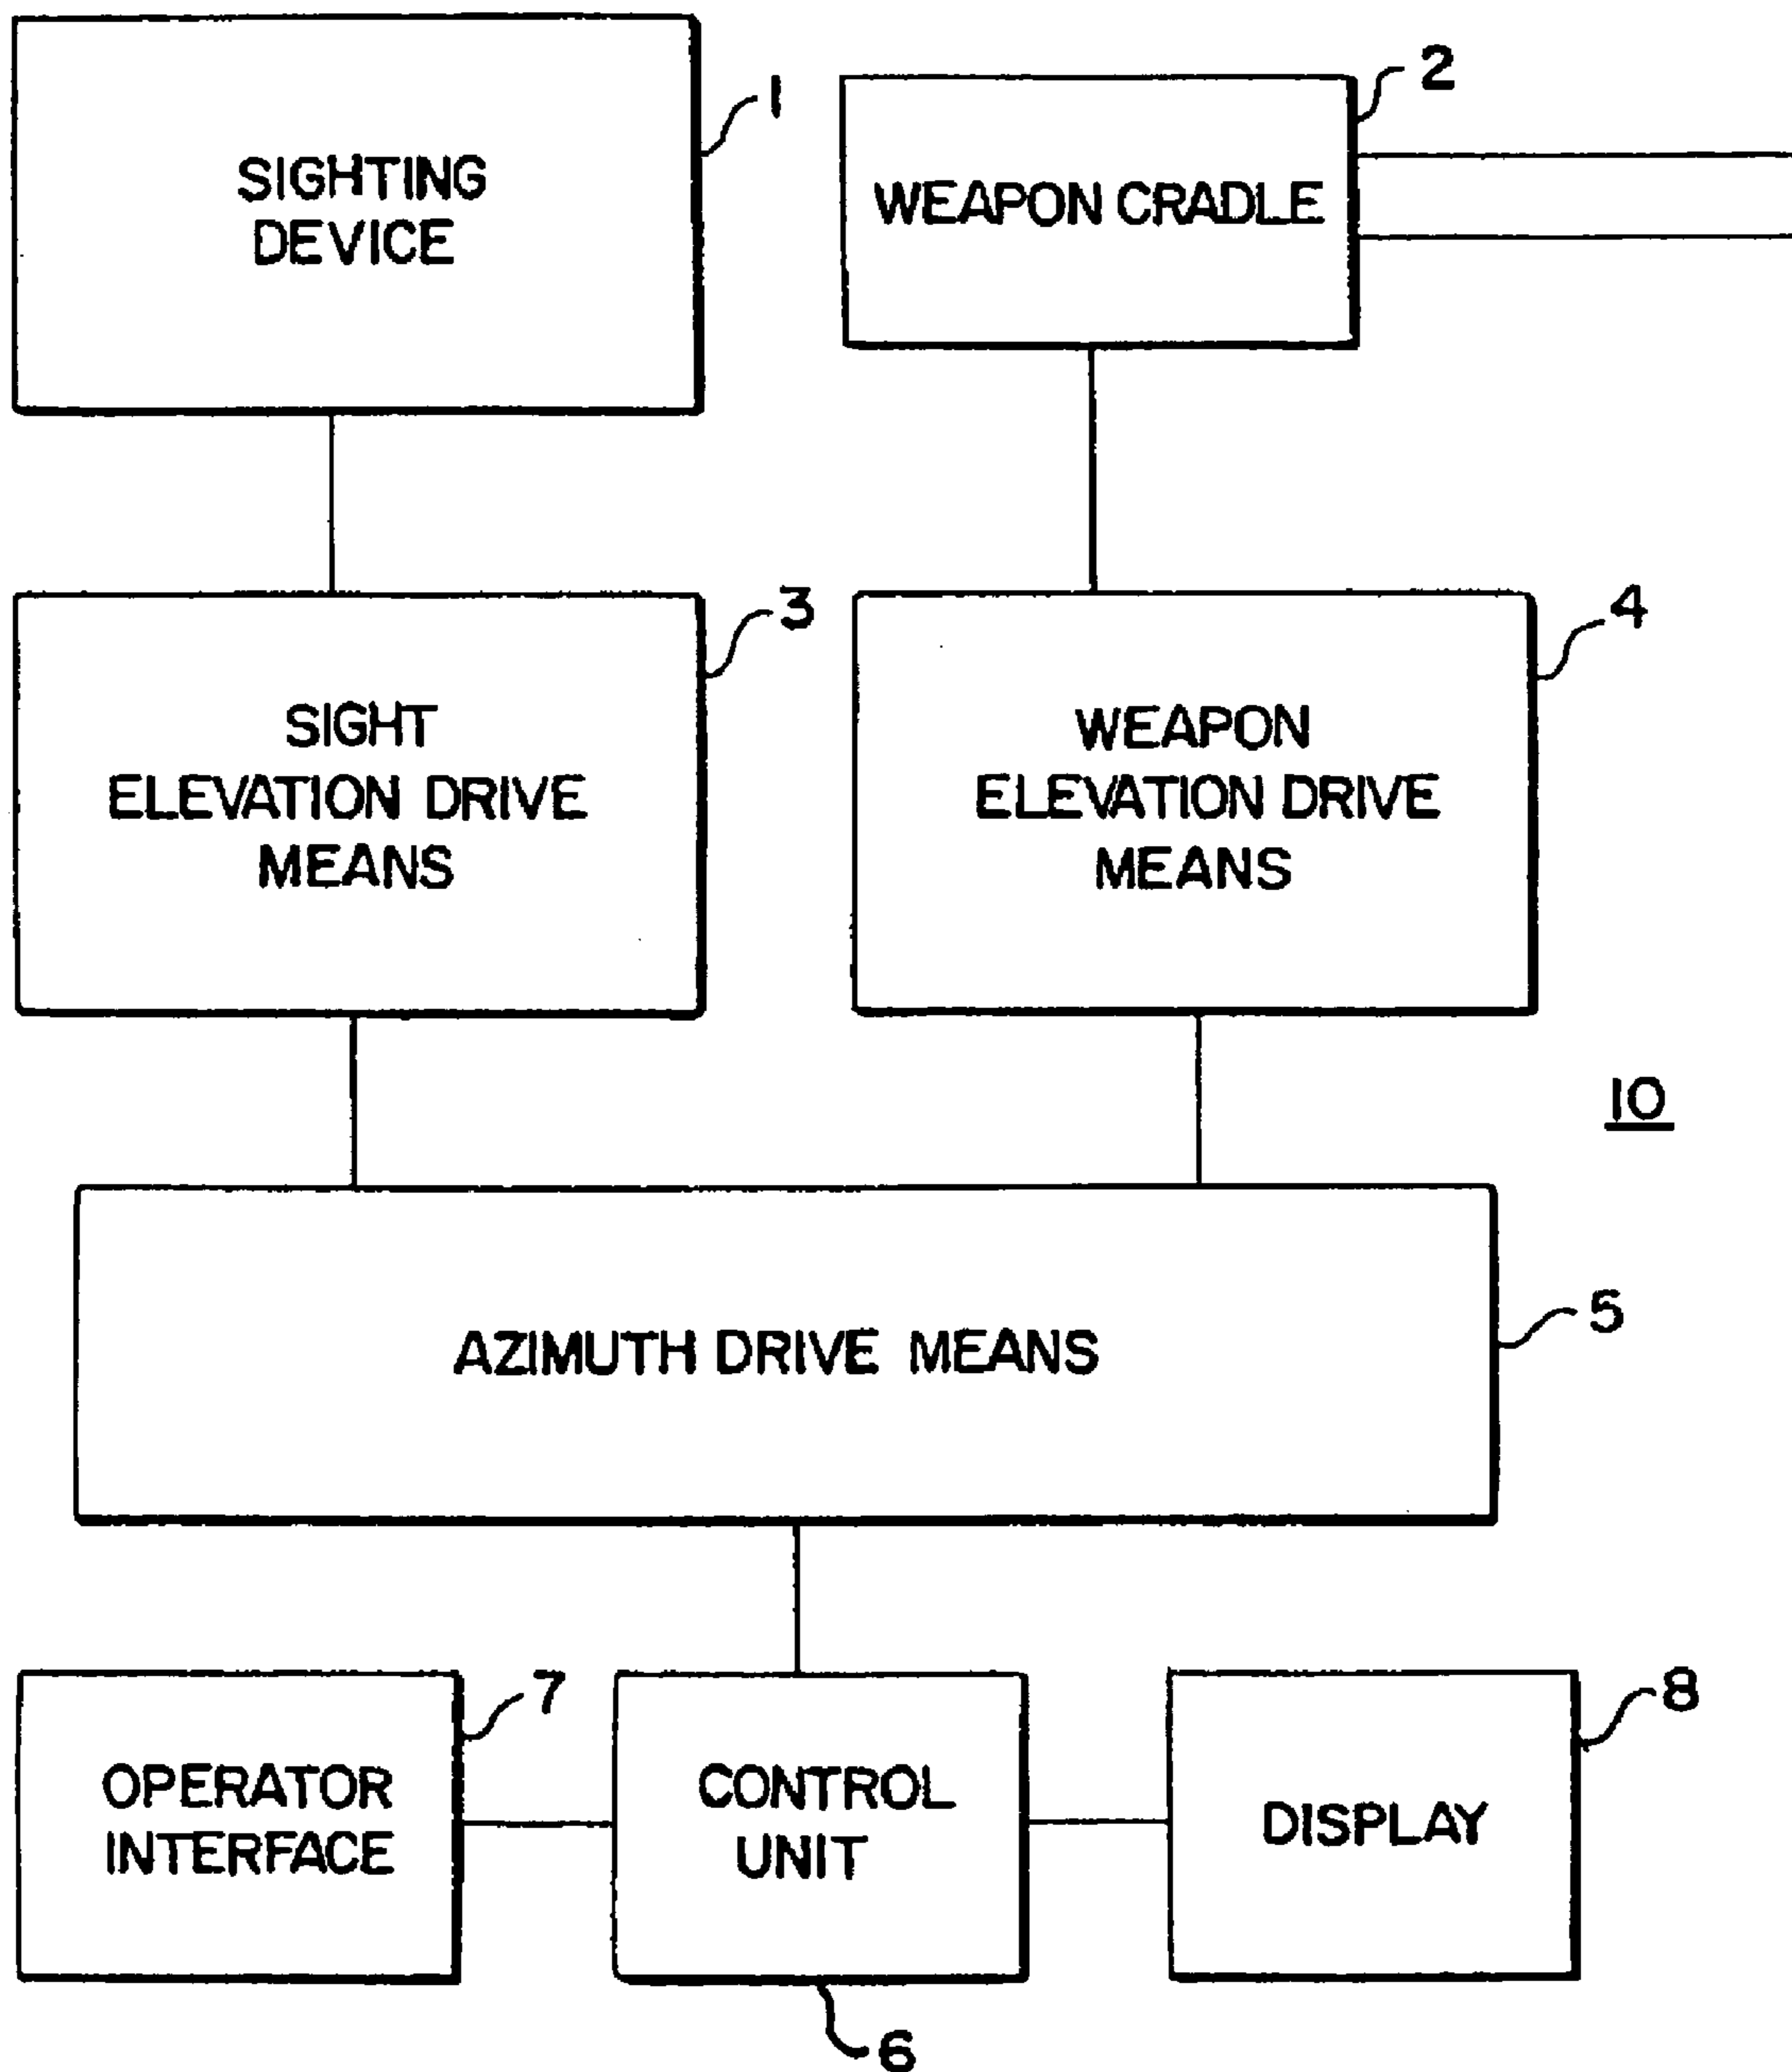 SIGHTING
DEVICE
1
WEAPON CRADLE
2
SIGHT
ELEVATION DRIVE
MEANS
3
WEAPON
ELEVATION DRIVE
MEANS
4
10
AZIMUTH DRIVE MEANS
5
OPERATOR
INTERFACE
7
CONTROL
UNIT
6
DISPLAY
8